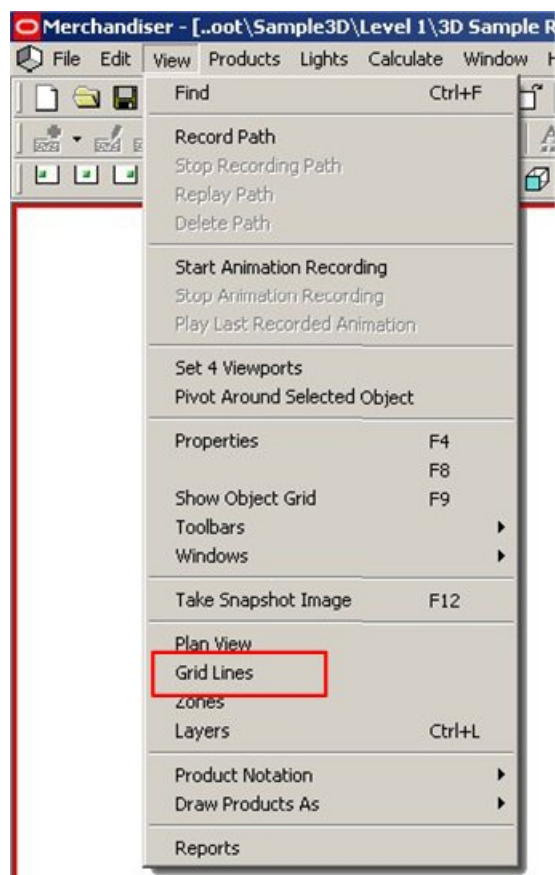 Merchandiser - [..oot\Sample3D\Level 1\3D Sample R
File Edit View Products Lights Calculate Window
Find Ctrl+F
Record Path
Stop Recording Path
Replay Path
Delete Path
Start Animation Recording
Stop Animation Recording
Play Last Recorded Animation
Set 4 Viewports
Pivot Around Selected Object
Properties F4
F8
Show Object Grid F9
Toolbars
Windows
Take Snapshot Image F12
Plan View
Grid Lines
Zones
Layers Ctrl+L
Product Notation
Draw Products As
Reports